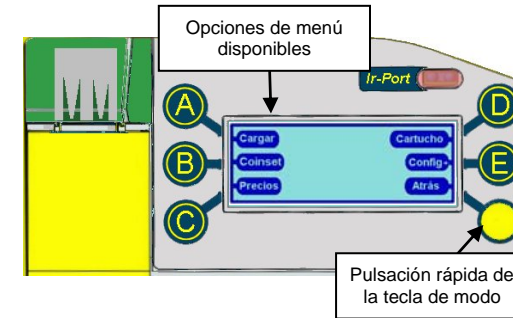 Opciones de menú
disponibles
Ir-Port
A
D
Cargar
Cartucho
B
Coinset
Config
E
Precios
Atrás
C
Pulsación rápida de
la tecla de modo